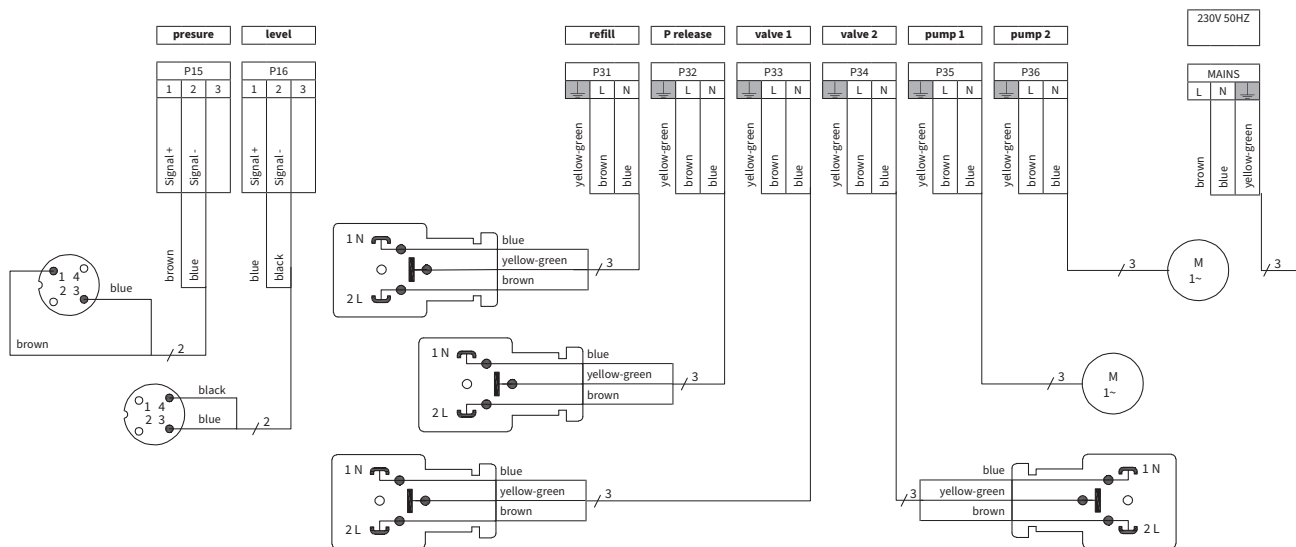 presure level refill P release valve 1 valve 2 pump 1 pump 2 230V 50HZ
P15 P16 P31 P32 P33 P34 P35 P36 MAINS
1 2 3 1 2 3 L N L N L N L N L N L N L N
Signal + Signal - Signal + Signal - yellow-green brown blue yellow-green brown blue yellow-green brown blue yellow-green brown blue yellow-green brown blue yellow-green brown blue brown blue yellow-green
brown blue blue black
1 N blue
yellow-green 3
2 L brown
3 M
1~
3
1 4
2 3 blue
brown 2
1 N blue
yellow-green 3
2 L brown
3 M
1~
black
1 4
2 3 blue 2
1 N blue
yellow-green 3
2 L brown
blue 1 N
3 yellow-green
brown 2 L